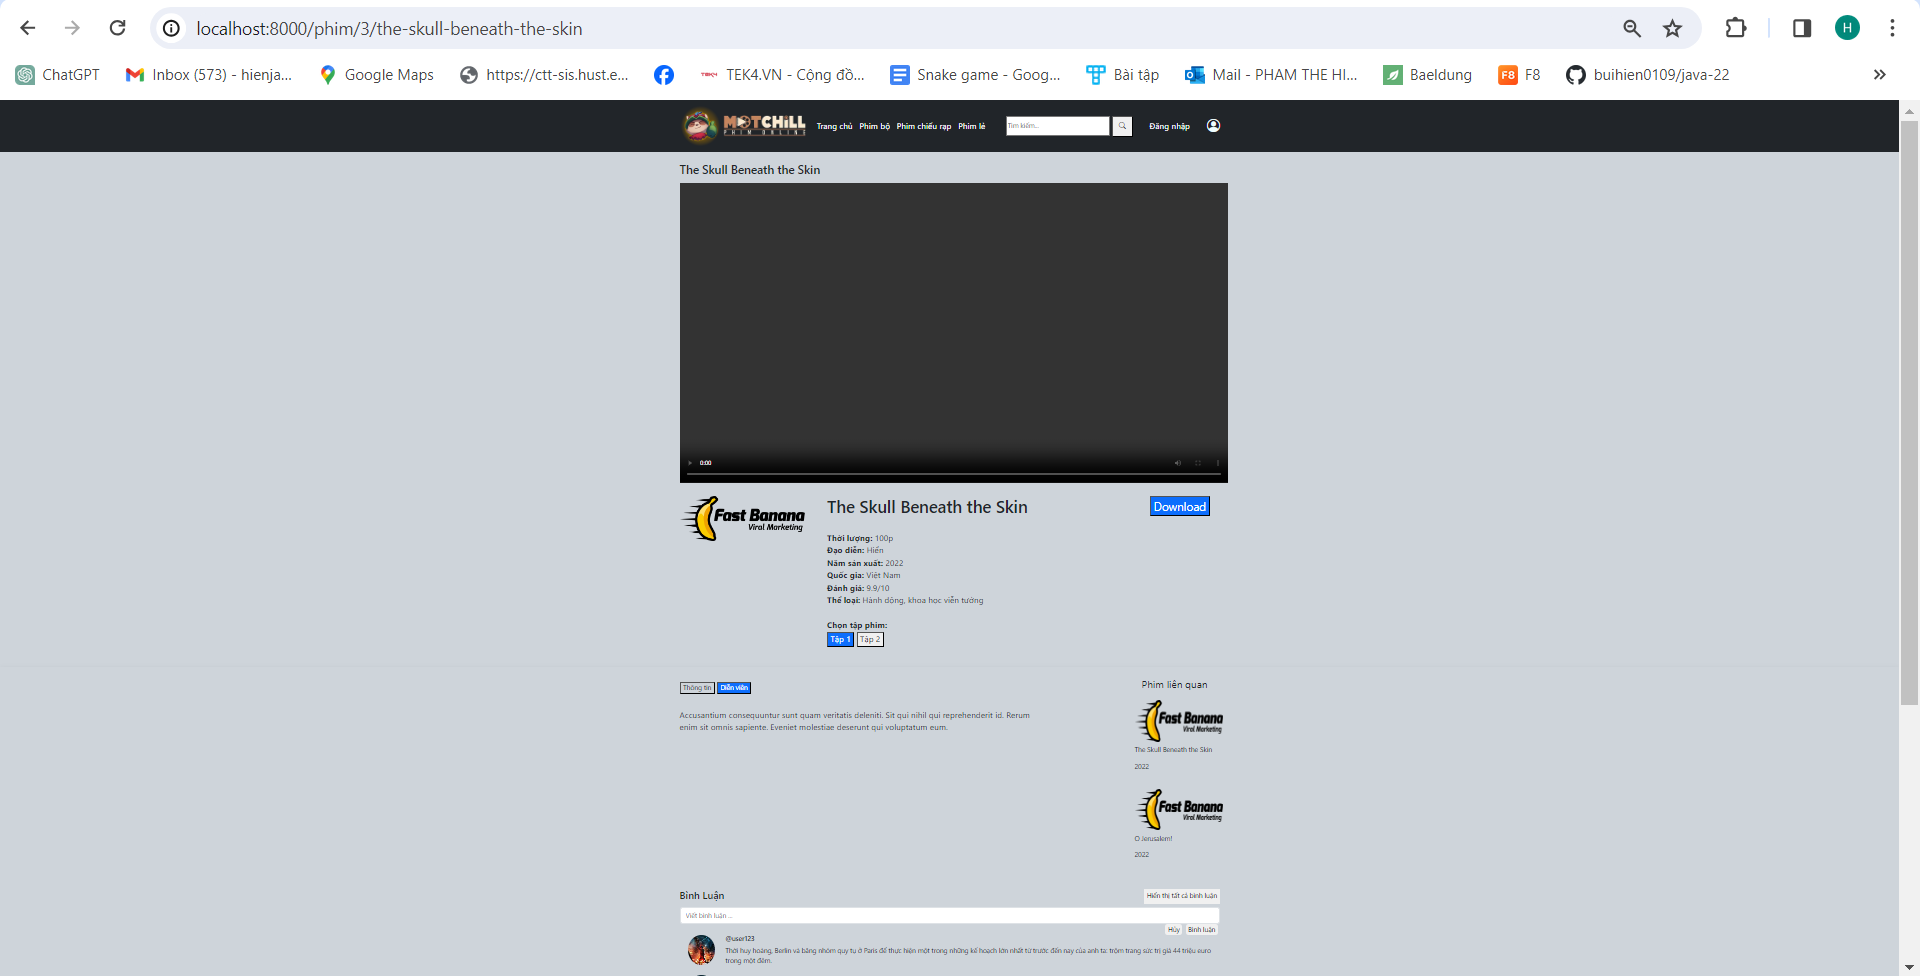 localhost:8000/phim/3/the-skull-beneath-the-skin
H
ChatGPT
Inbox (573) - hienja...
Google Maps
https://ctt-sis.hust.e...
TEK4.VN - Cộng đồ...
Snake game - Goog...
Bài tập
Mail - PHAM THE HI...
Baeldung
F8 F8
buihien0109/java-22
MOTCHILL
PHIM ONLINE
Trang chủ Phim bộ Phim chiếu rạp Phim lẻ
Tìm kiếm...
Đăng nhập
The Skull Beneath the Skin
0:00
Fast Banana
Viral Marketing
The Skull Beneath the Skin
Download
Thời lượng: 100p
Đạo diễn: Hiển
Năm sản xuất: 2022
Quốc gia: Việt Nam
Đánh giá: 9.9/10
Thể loại: Hành động, khoa học viễn tưởng
Chọn tập phim:
Tập 1 Tập 2
Thông tin Diễn viên
Accusantium consequuntur sunt quam veritatis deleniti. Sit qui nihil qui reprehenderit id. Rerum
enim sit omnis sapiente. Eveniet molestiae deserunt qui voluptatum eum.
Phim liên quan
Fast Banana
Viral Marketing
The Skull Beneath the Skin
2022
Fast Banana
Viral Marketing
O Jerusalem!
2022
Bình Luận
Hiển thị tất cả bình luận
Viết bình luận ...
Hủy Bình luận
@user123
Thời huy hoàng, Berlin và băng nhóm quy tụ ở Paris để thực hiện một trong những kế hoạch lớn nhất từ trước đến nay của anh ta: trộm trang sức trị giá 44 triệu euro
trong một đêm.